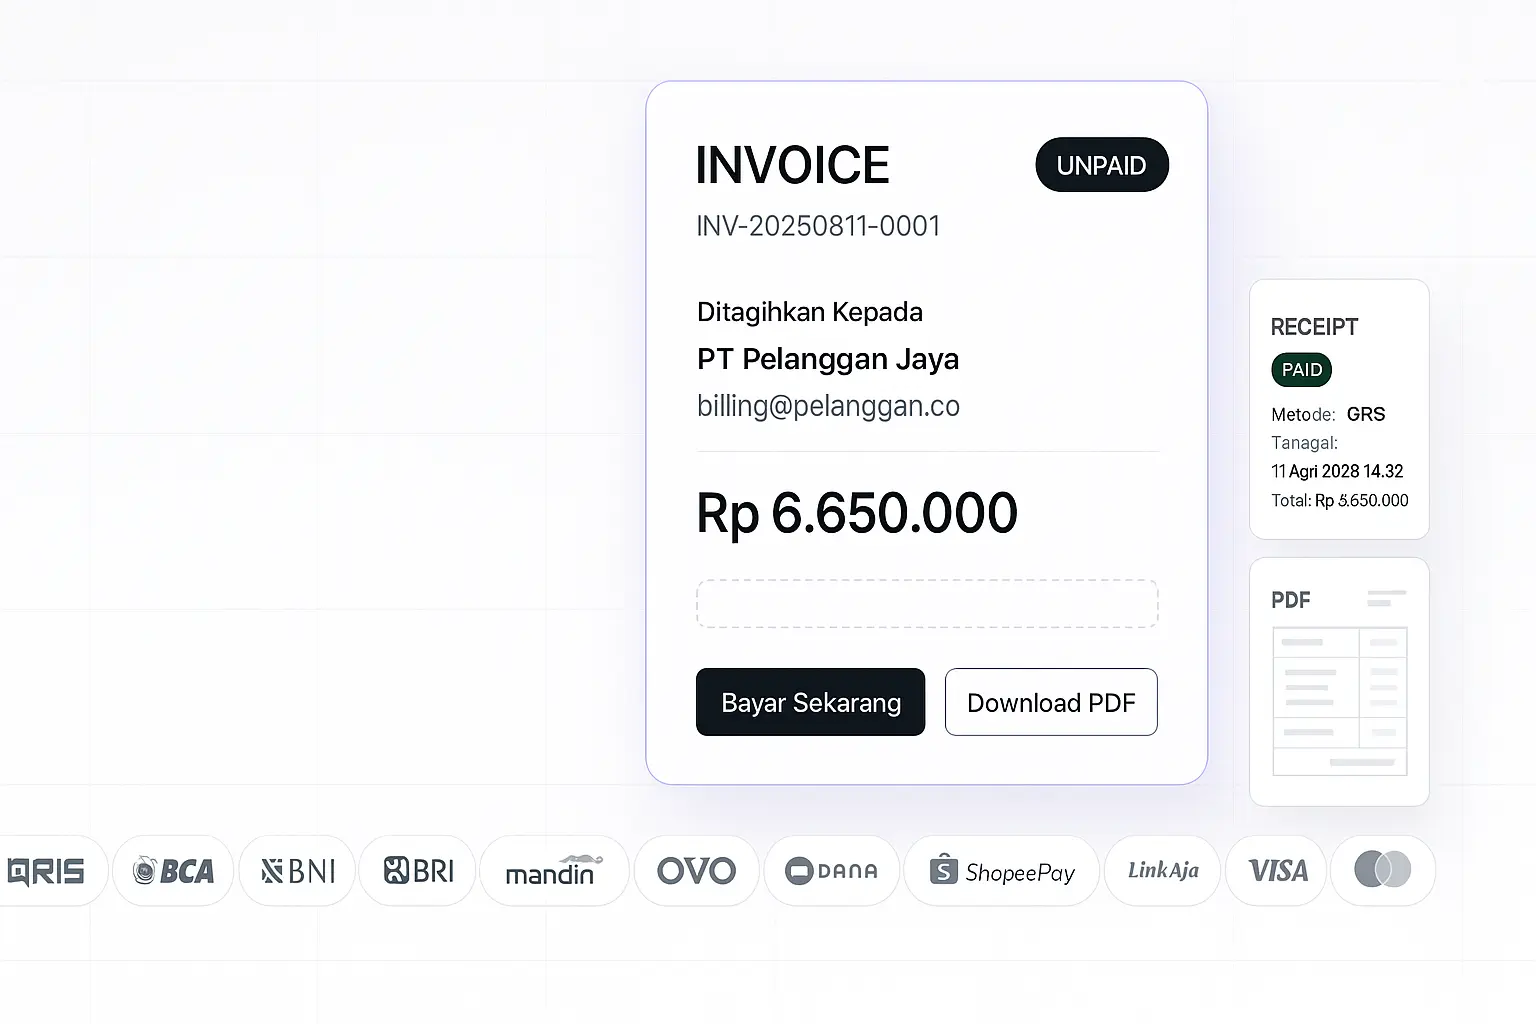 INVOICE
UNPAID
INV-20250811-0001
Ditagihkan Kepada
PT Pelanggan Jaya
billing@pelanggan.co
Rp 6.650.000
Bayar Sekarang
Download PDF
RECEIPT
PAID
Metode: GRS
Tanagal:
11 Agri 2028 14.32
Total: Rp 5.650.000
PDF
QRIS
BCA
BNI
BRI
mandin
OVO
DANA
S ShopeePay
LinkAja
VISA